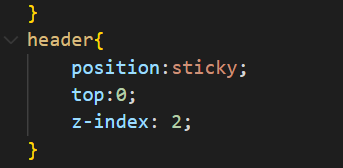 }
header{
    position:sticky;
    top:0;
    z-index: 2;
}